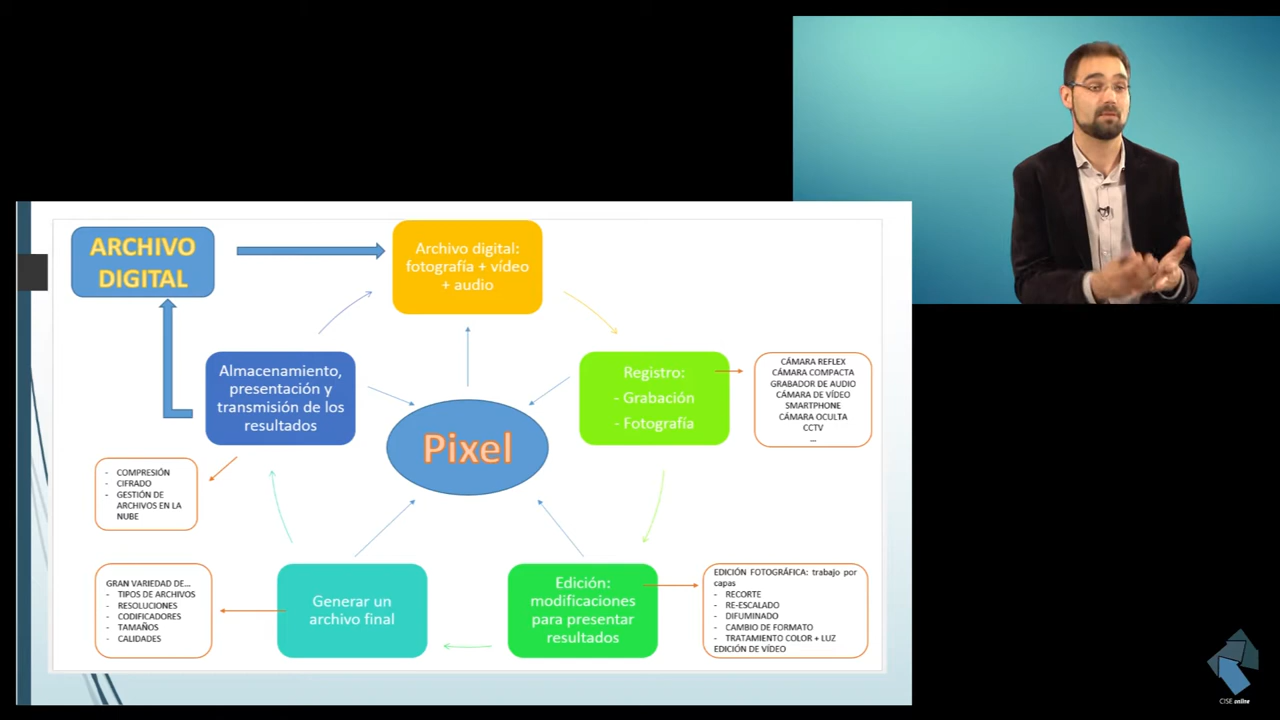 ARCHIVO
DIGITAL
Archivo digital:
fotografía + vídeo
+ audio
Almacenamiento,
presentación y
transmisión de los
resultados
Registro:
- Grabación
- Fotografía
CÁMARA REFLEX
CÁMARA COMPACTA
GRABADOR DE AUDIO
CÁMARA DE VÍDEO
SMARTPHONE
CÁMARA OCULTA
CCTV
...
Pixel
- COMPRESIÓN
- CIFRADO
- GESTIÓN DE
ARCHIVOS EN LA
NUBE
GRAN VARIEDAD DE...
- TIPOS DE ARCHIVOS
- RESOLUCIONES
- CODIFICADORES
- TAMAÑOS
- CALIDADES
Generar un
archivo final
Edición:
modificaciones
para presentar
resultados
EDICIÓN FOTOGRÁFICA: trabajo por
capas
- RECORTE
- RE-ESCALADO
- DIFUMINADO
- CAMBIO DE FORMATO
- TRATAMIENTO COLOR + LUZ
EDICIÓN DE VÍDEO
CISE online